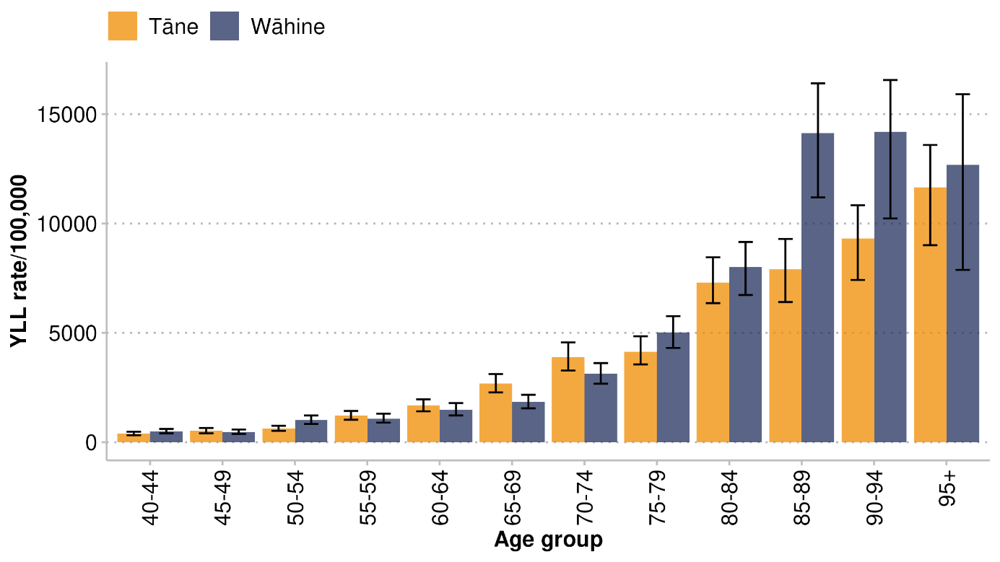 Tāne Wāhine
YLL rate/100,000
15000
10000
5000
0
40-44 45-49 50-54 55-59 60-64 65-69 70-74 75-79 80-84 85-89 90-94 95+
Age group